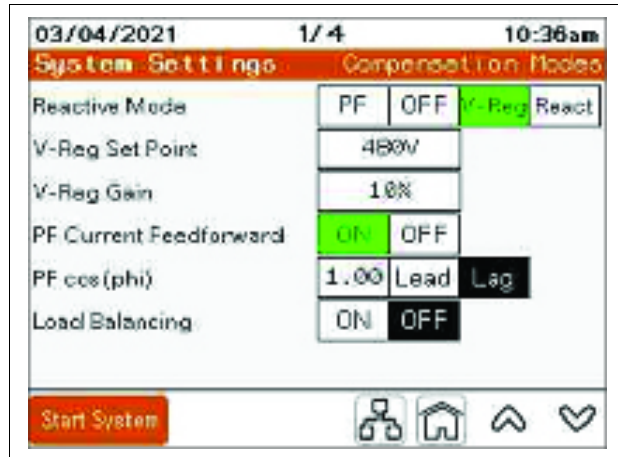 03/04/2021 1/4 10:36am
System Settings Compensation Modes
Reactive Mode PF OFF V-Reg React
V-Reg Set Point 480V
V-Reg Gain 10%
PF Current Feedforward ON OFF
PF cos(phi) 1.00 Lead Lag
Load Balancing ON OFF
Start System